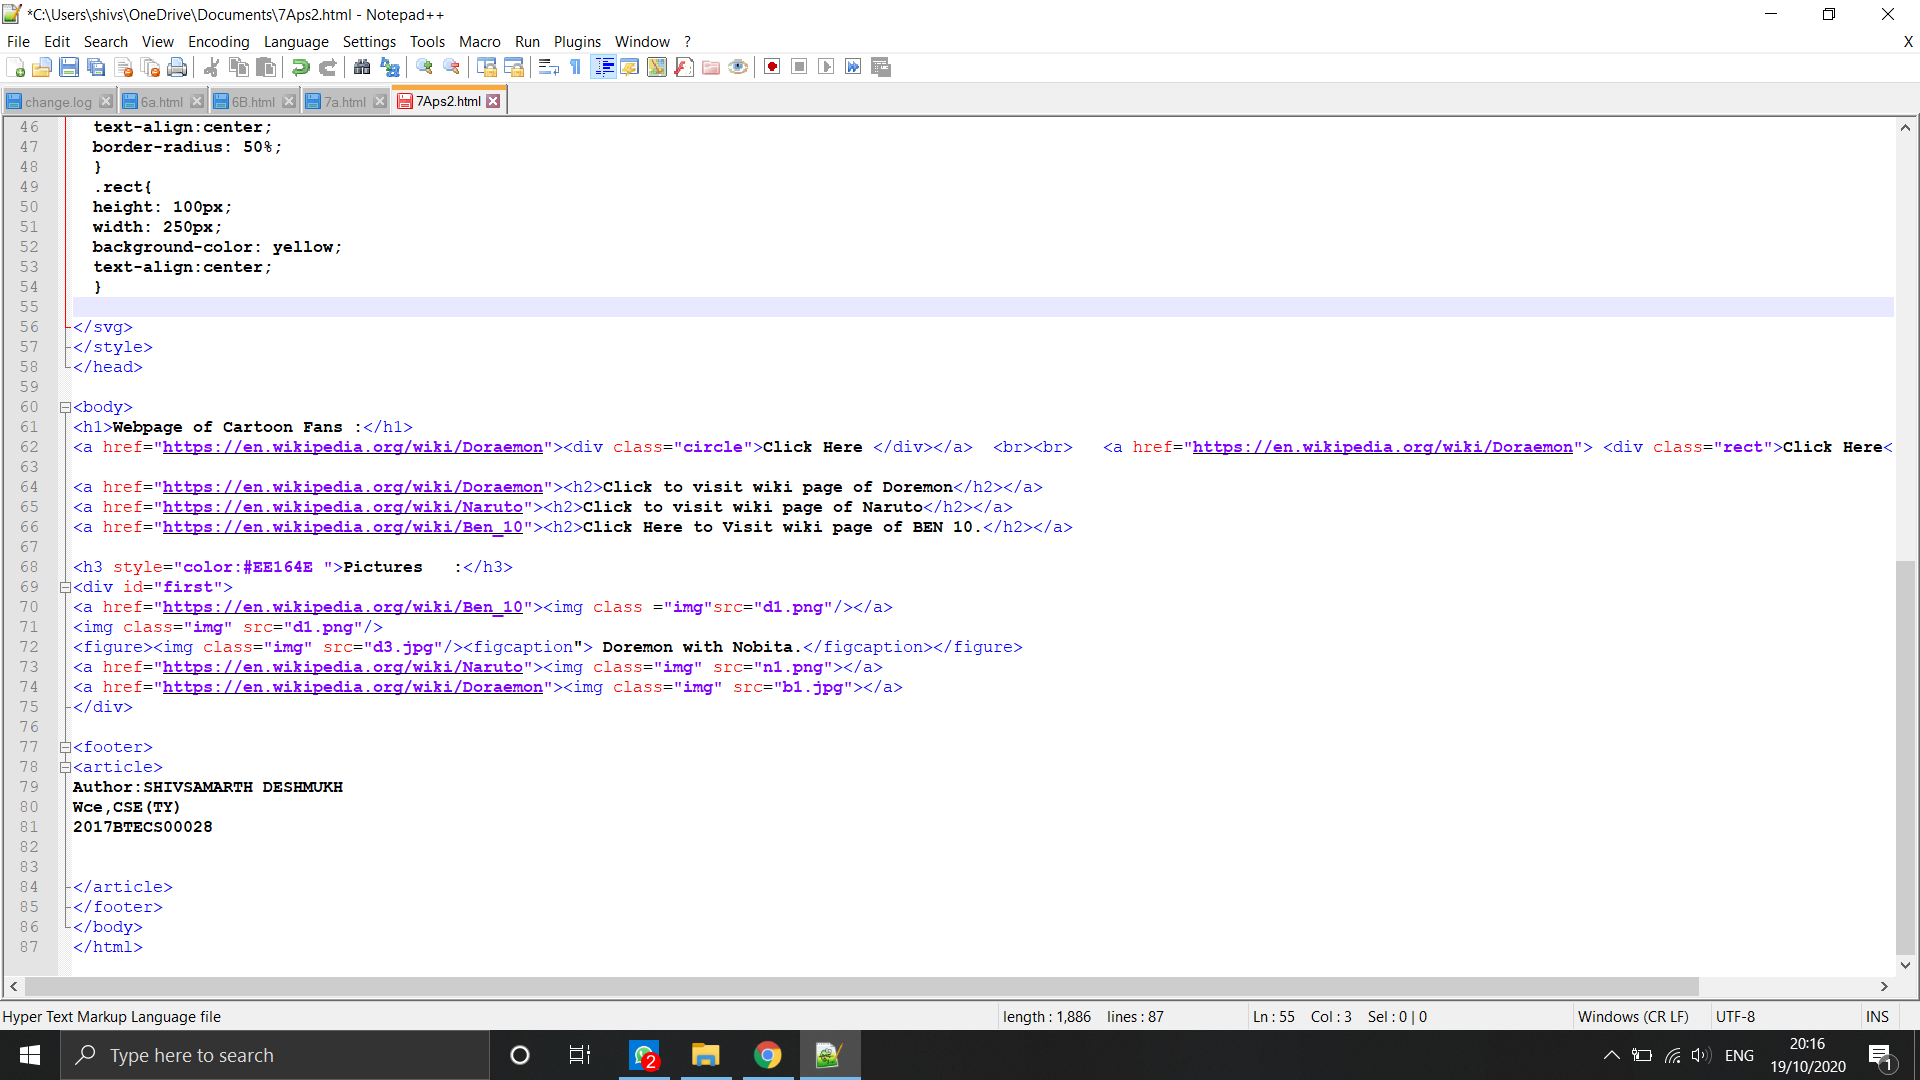 *C:\Users\shivs\OneDrive\Documents\7Aps2.html - Notepad++
File Edit Search View Encoding Language Settings Tools Macro Run Plugins Window ? X
change.log 6a.html 6B.html 7a.html 7Aps2.html
46 text-align:center;
47 border-radius: 50%;
48 }
49 .rect{
50 height: 100px;
51 width: 250px;
52 background-color: yellow;
53 text-align:center;
54 }
55
56 </svg>
57 </style>
58 </head>
59
60 <body>
61 <h1>Webpage of Cartoon Fans :</h1>
62 <a href="https://en.wikipedia.org/wiki/Doraemon"><div class="circle">Click Here </div></a>  <br><br>   <a href="https://en.wikipedia.org/wiki/Doraemon"> <div class="rect">Click Here<
63
64 <a href="https://en.wikipedia.org/wiki/Doraemon"><h2>Click to visit wiki page of Doremon</h2></a>
65 <a href="https://en.wikipedia.org/wiki/Naruto"><h2>Click to visit wiki page of Naruto</h2></a>
66 <a href="https://en.wikipedia.org/wiki/Ben_10"><h2>Click Here to Visit wiki page of BEN 10.</h2></a>
67
68 <h3 style="color:#EE164E ">Pictures   :</h3>
69 <div id="first">
70 <a href="https://en.wikipedia.org/wiki/Ben_10"><img class ="img"src="d1.png"/></a>
71 <img class="img" src="d1.png"/>
72 <figure><img class="img" src="d3.jpg"/><figcaption"> Doremon with Nobita.</figcaption></figure>
73 <a href="https://en.wikipedia.org/wiki/Naruto"><img class="img" src="n1.png"></a>
74 <a href="https://en.wikipedia.org/wiki/Doraemon"><img class="img" src="b1.jpg"></a>
75 </div>
76
77 <footer>
78 <article>
79 Author:SHIVSAMARTH DESHMUKH
80 Wce,CSE(TY)
81 2017BTECS00028
82
83
84 </article>
85 </footer>
86 </body>
87 </html>
Hyper Text Markup Language file length : 1,886 lines : 87 Ln : 55 Col : 3 Sel : 0 | 0 Windows (CR LF) UTF-8 INS
Type here to search 2 ENG 20:16
19/10/2020 1